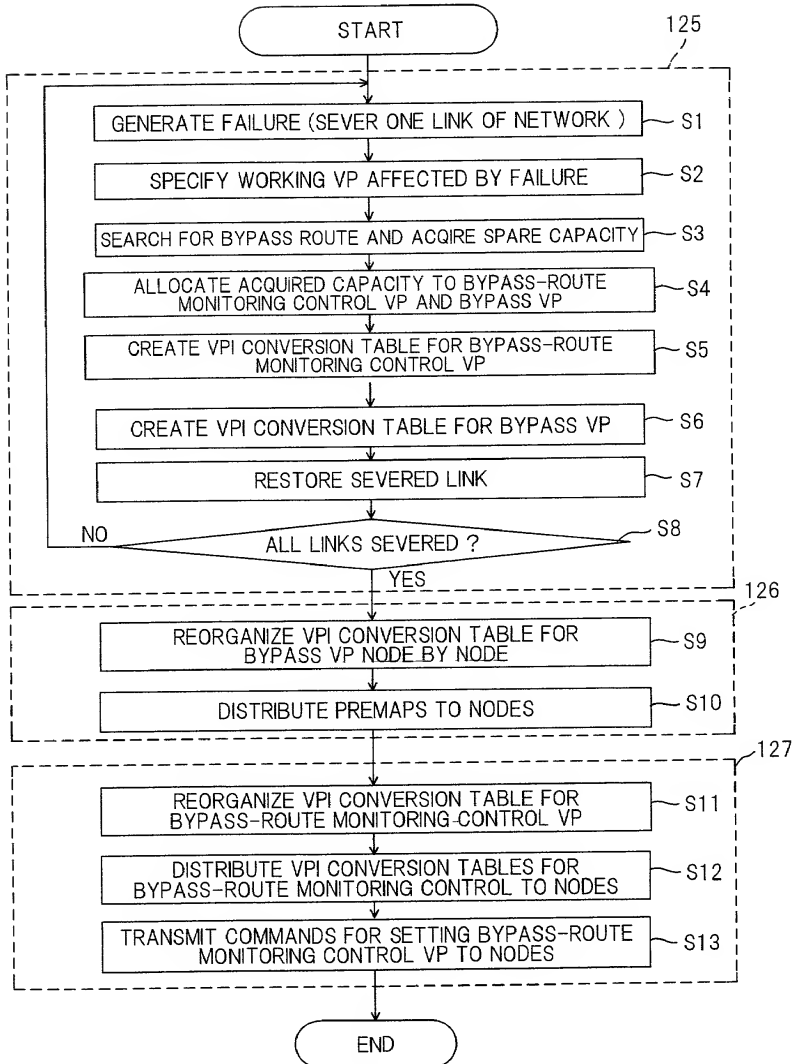 START
125
GENERATE FAILURE (SEVER ONE LINK OF NETWORK )
S1
SPECIFY WORKING VP AFFECTED BY FAILURE
S2
SEARCH FOR BYPASS ROUTE AND ACQIRE SPARE CAPACITY
S3
ALLOCATE ACQUIRED CAPACITY TO BYPASS-ROUTE
MONITORING CONTROL VP AND BYPASS VP
S4
CREATE VPI CONVERSION TABLE FOR BYPASS-ROUTE
MONITORING CONTROL VP
S5
CREATE VPI CONVERSION TABLE FOR BYPASS VP
S6
RESTORE SEVERED LINK
S7
NO
ALL LINKS SEVERED ?
S8
YES
126
REORGANIZE VPI CONVERSION TABLE FOR
BYPASS VP NODE BY NODE
S9
DISTRIBUTE PREMAPS TO NODES
S10
127
REORGANIZE VPI CONVERSION TABLE FOR
BYPASS-ROUTE MONITORING-CONTROL VP
S11
DISTRIBUTE VPI CONVERSION TABLES FOR
BYPASS-ROUTE MONITORING CONTROL TO NODES
S12
TRANSMIT COMMANDS FOR SETTING BYPASS-ROUTE
MONITORING CONTROL VP TO NODES
S13
END